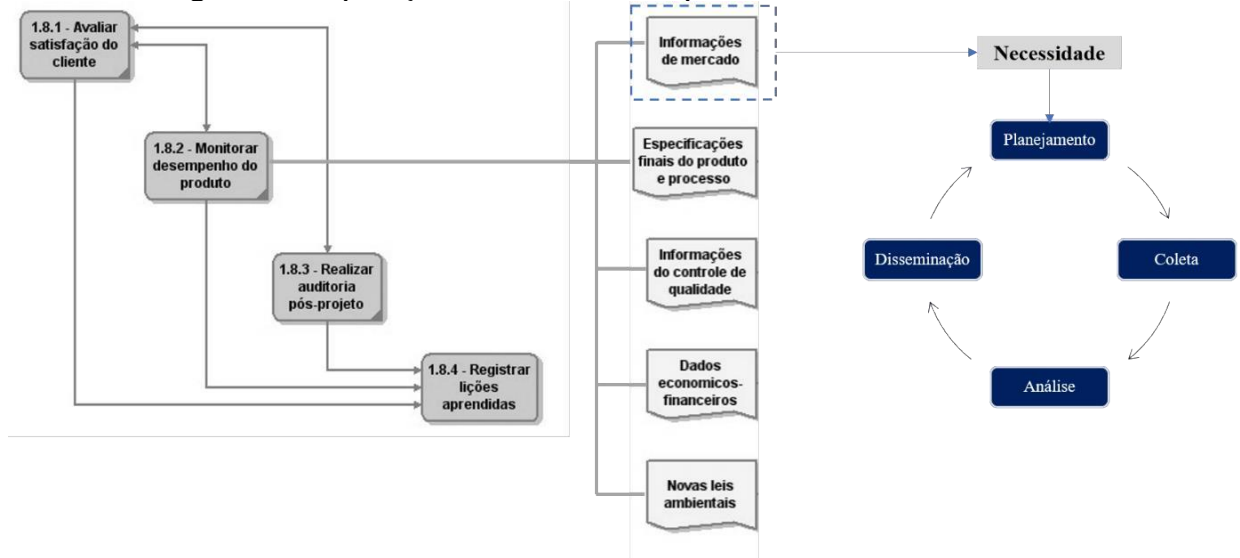 1.8.1 - Avaliar
satisfação do
cliente
1.8.2 - Monitorar
desempenho do
produto
1.8.3 - Realizar
auditoria
pós-projeto
1.8.4 - Registrar
lições
aprendidas
Informações
de mercado
Especificações
finais do produto
e processo
Informações
do controle de
qualidade
Dados
economicos-
financeiros
Novas leis
ambientais
Necessidade
Planejamento
Disseminação
Coleta
Análise